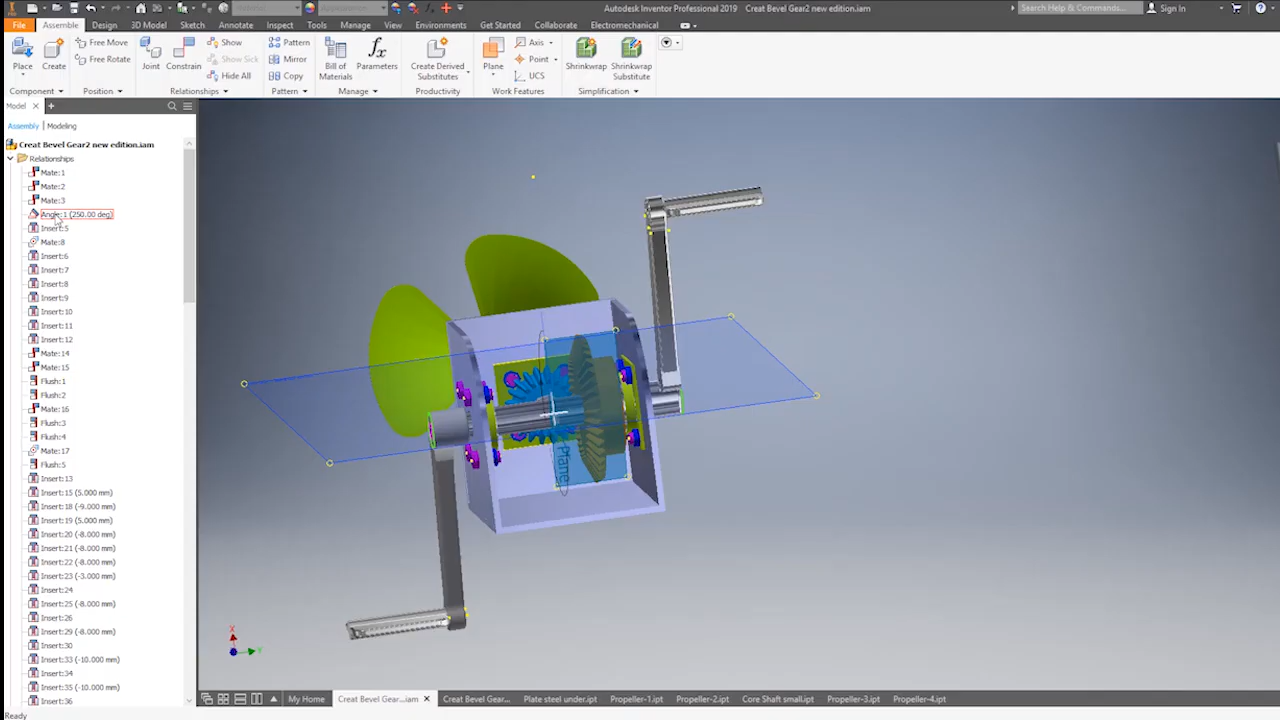 Autodesk Inventor Professional 2019   Creat Bevel Gear2 new edition.iam
Search Help & Commands...
Sign In
File Assemble Design 3D Model Sketch Annotate Inspect Tools Manage View Environments Get Started Collaborate Electromechanical
Place
Create
Free Move
Free Rotate
Joint
Constrain
Show
Show Sick
Hide All
Pattern
Mirror
Copy
Bill of
Materials
Parameters
Create Derived
Substitutes
Plane
Axis
Point
UCS
Shrinkwrap
Shrinkwrap
Substitute
Component Position Relationships Pattern Manage Productivity Work Features Simplification
Model
Assembly | Modeling
Creat Bevel Gear2 new edition.iam
Relationships
Mate:1
Mate:2
Mate:3
Angle:1 (250.00 deg)
Insert:5
Mate:8
Insert:6
Insert:7
Insert:8
Insert:9
Insert:10
Insert:11
Insert:12
Mate:14
Mate:15
Flush:1
Flush:2
Mate:16
Flush:3
Flush:4
Mate:17
Flush:5
Insert:13
Insert:15 (5.000 mm)
Insert:18 (-9.000 mm)
Insert:19 (5.000 mm)
Insert:20 (-8.000 mm)
Insert:21 (-8.000 mm)
Insert:22 (-8.000 mm)
Insert:23 (-3.000 mm)
Insert:24
Insert:25 (-8.000 mm)
Insert:26
Insert:29 (-8.000 mm)
Insert:30
Insert:33 (-10.000 mm)
Insert:34
Insert:35 (-10.000 mm)
Insert:36
Plane
X
Y
My Home
Creat Bevel Gear...iam
Creat Bevel Gear...
Plate steel under.ipt
Propeller-1.ipt
Propeller-2.ipt
Core Shaft small.ipt
Propeller-3.ipt
Propeller-4.ipt
Ready